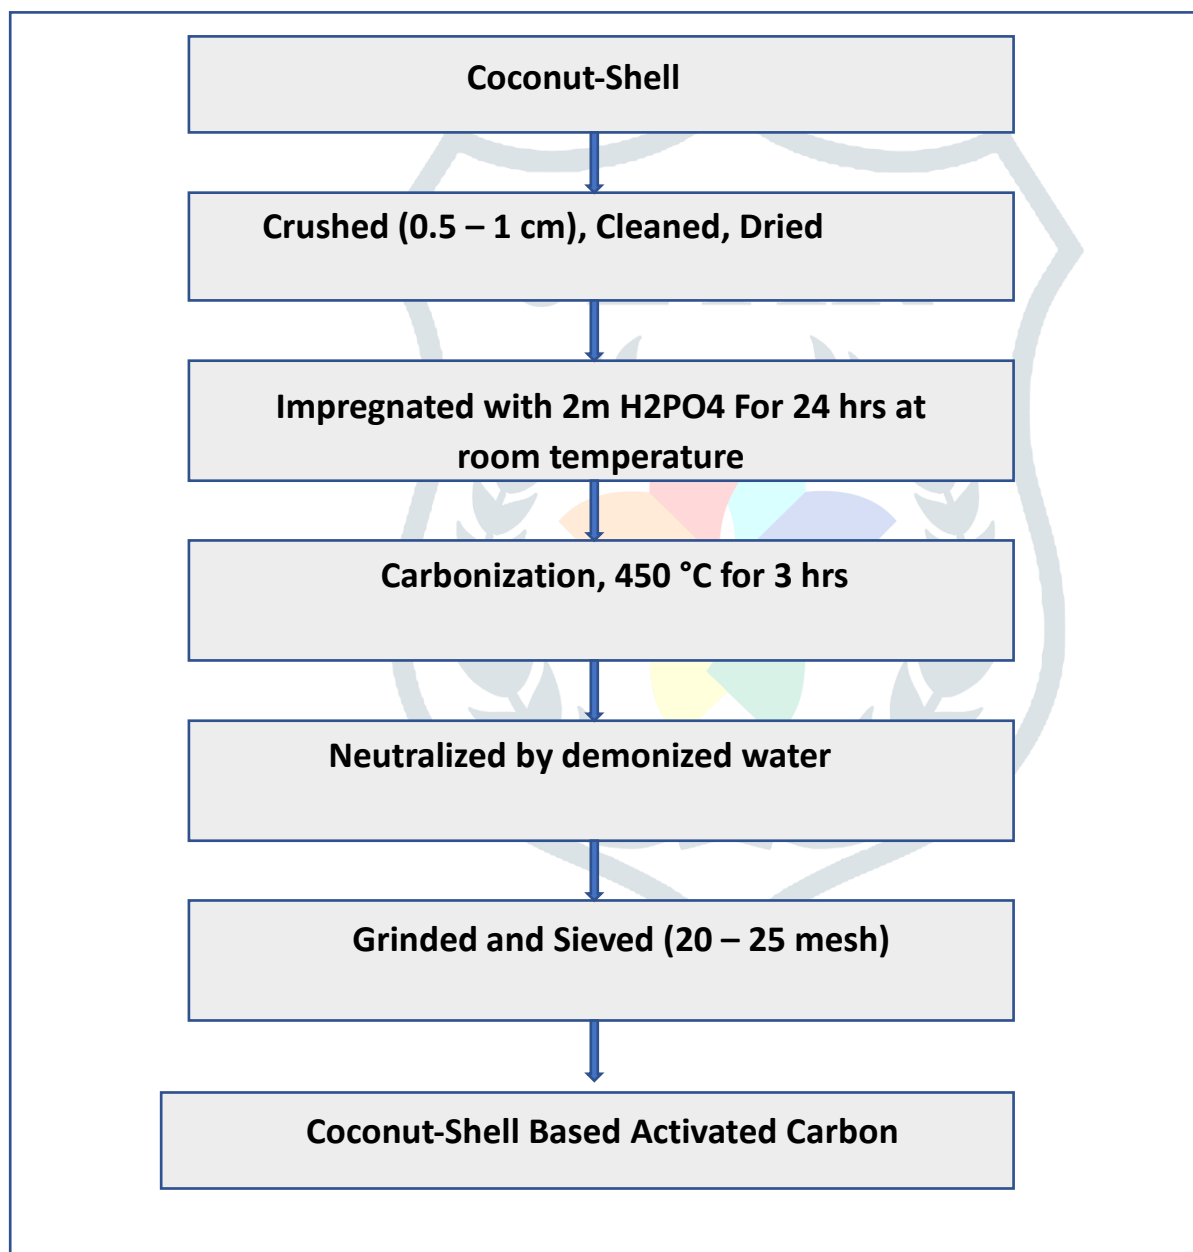 Coconut-Shell
Crushed (0.5 – 1 cm), Cleaned, Dried
Impregnated with 2m H2PO4 For 24 hrs at
room temperature
Carbonization, 450 °C for 3 hrs
Neutralized by demonized water
Grinded and Sieved (20 – 25 mesh)
Coconut-Shell Based Activated Carbon